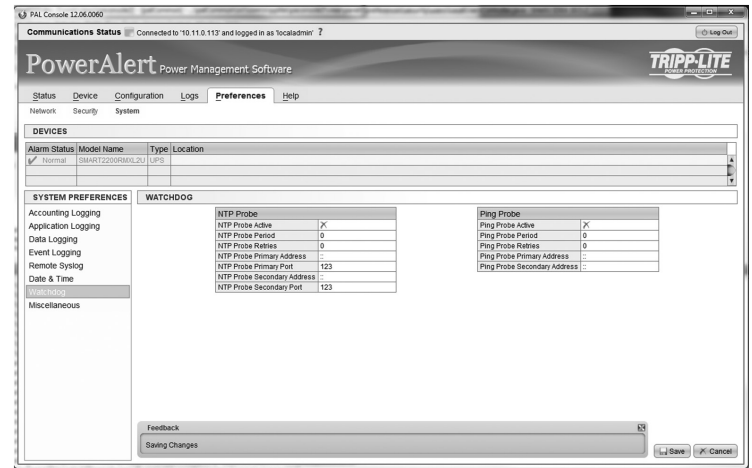 PAL Console 12.06.0060
Communications Status Connected to '10.11.0.113' and logged in as 'localadmin' ? Log Out
PowerAlert Power Management Software
TRIPP·LITE
POWER PROTECTION
Status Device Configuration Logs Preferences Help
Network Security System
DEVICES
Alarm Status Model Name Type Location
Normal SMART2200RMXL2U UPS
SYSTEM PREFERENCES
Accounting Logging
Application Logging
Data Logging
Event Logging
Remote Syslog
Date & Time
Watchdog
Miscellaneous
WATCHDOG
NTP Probe
NTP Probe Active
NTP Probe Period 0
NTP Probe Retries 0
NTP Probe Primary Address ::
NTP Probe Primary Port 123
NTP Probe Secondary Address ::
NTP Probe Secondary Port 123
Ping Probe
Ping Probe Active
Ping Probe Period 0
Ping Probe Retries 0
Ping Probe Primary Address ::
Ping Probe Secondary Address ::
Feedback
Saving Changes
Save Cancel